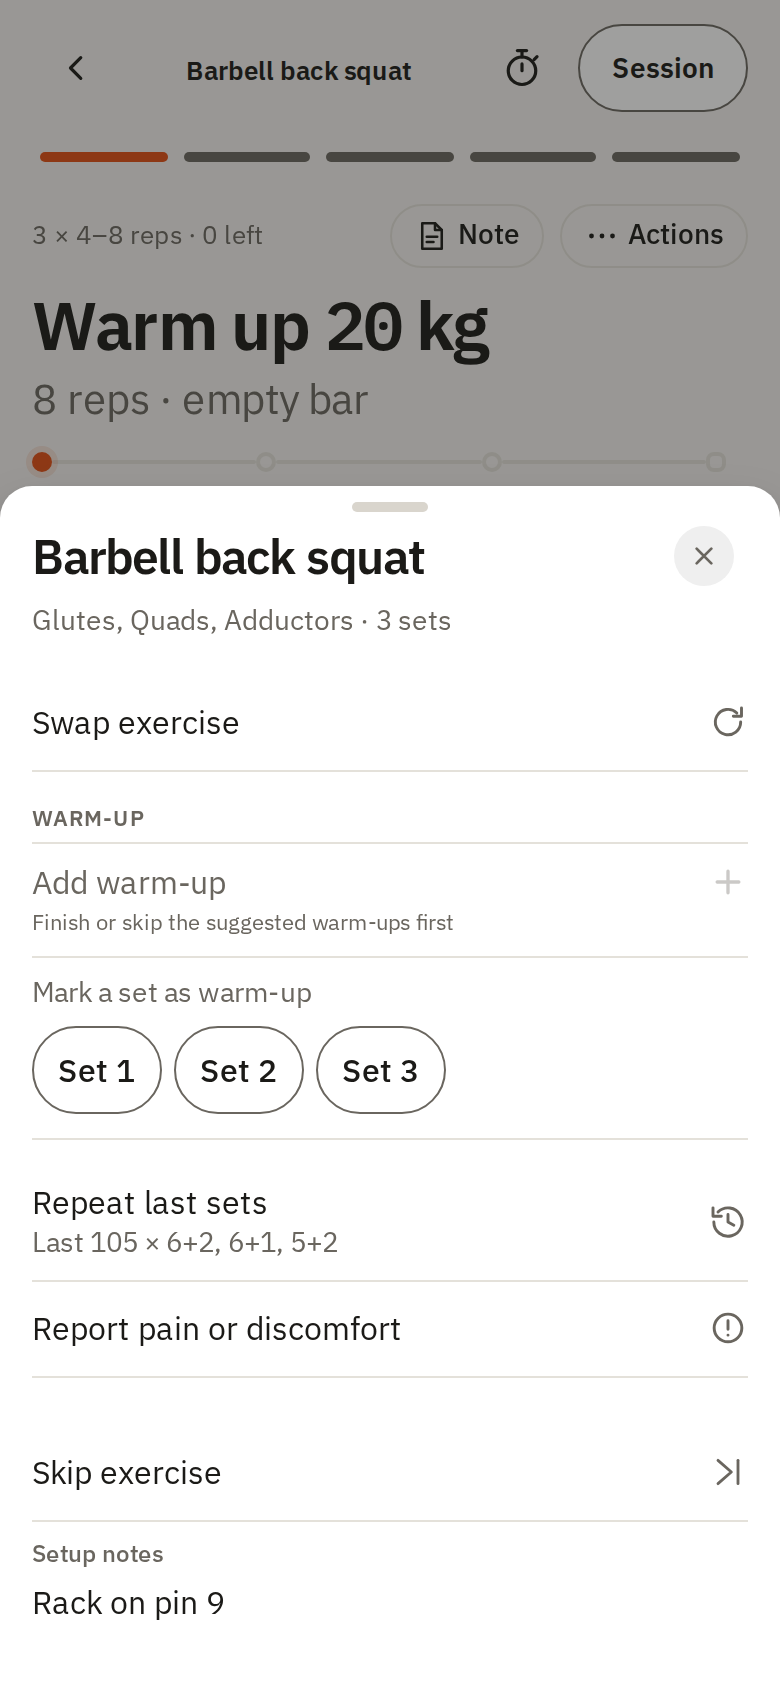 Barbell back squat
Session
3 × 4–8 reps · 0 left
Note
Actions
Warm up 20 kg
8 reps · empty bar
Barbell back squat
Glutes, Quads, Adductors · 3 sets
Swap exercise
WARM-UP
Add warm-up
Finish or skip the suggested warm-ups first
Mark a set as warm-up
Set 1
Set 2
Set 3
Repeat last sets
Last 105 × 6+2, 6+1, 5+2
Report pain or discomfort
Skip exercise
Setup notes
Rack on pin 9